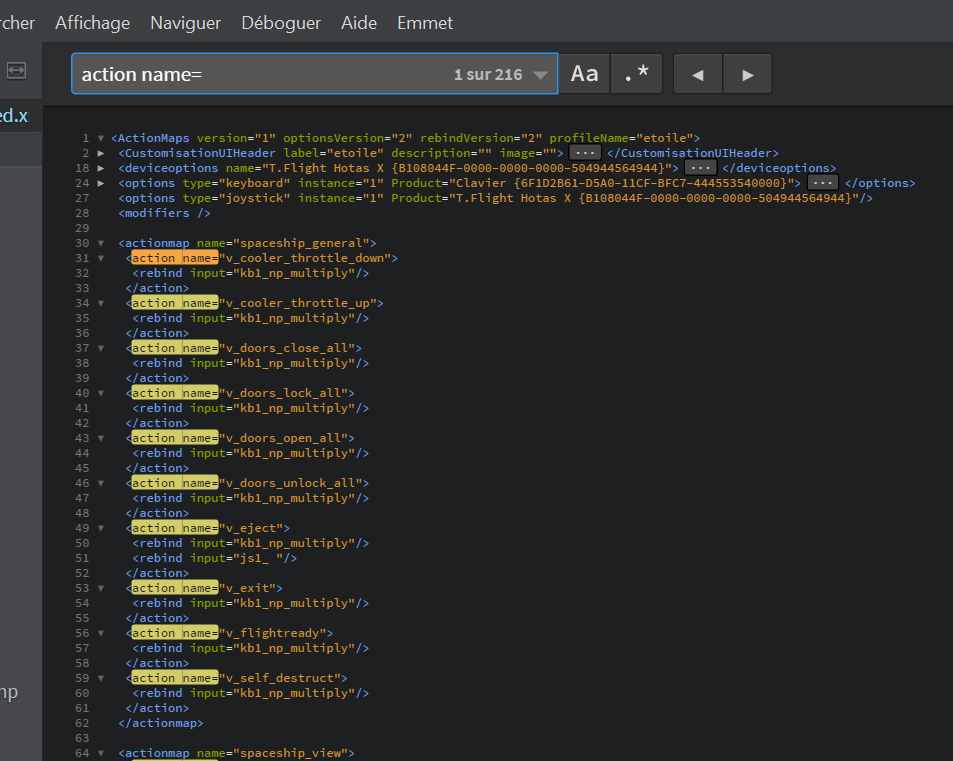 rcher Affichage Naviguer Déboguer Aide Emmet
action name= 1 sur 216 Aa .*
ed.x
1 <ActionMaps version="1" optionsVersion="2" rebindVersion="2" profileName="etoile">
2 <CustomisationUIHeader label="etoile" description="" image=""> ... </CustomisationUIHeader>
18 <deviceoptions name="T.Flight Hotas X {B108044F-0000-0000-0000-504944564944}"> ... </deviceoptions>
24 <options type="keyboard" instance="1" Product="Clavier {6F1D2B61-D5A0-11CF-BFC7-444553540000}"> ... </options>
27 <options type="joystick" instance="1" Product="T.Flight Hotas X {B108044F-0000-0000-0000-504944564944}"/>
28 <modifiers />
29
30 <actionmap name="spaceship_general">
31 <action name="v_cooler_throttle_down">
32 <rebind input="kb1_np_multiply"/>
33 </action>
34 <action name="v_cooler_throttle_up">
35 <rebind input="kb1_np_multiply"/>
36 </action>
37 <action name="v_doors_close_all">
38 <rebind input="kb1_np_multiply"/>
39 </action>
40 <action name="v_doors_lock_all">
41 <rebind input="kb1_np_multiply"/>
42 </action>
43 <action name="v_doors_open_all">
44 <rebind input="kb1_np_multiply"/>
45 </action>
46 <action name="v_doors_unlock_all">
47 <rebind input="kb1_np_multiply"/>
48 </action>
49 <action name="v_eject">
50 <rebind input="kb1_np_multiply"/>
51 <rebind input="js1_ "/>
52 </action>
53 <action name="v_exit">
54 <rebind input="kb1_np_multiply"/>
55 </action>
56 <action name="v_flightready">
57 <rebind input="kb1_np_multiply"/>
58 </action>
59 <action name="v_self_destruct">
60 <rebind input="kb1_np_multiply"/>
61 </action>
62 </actionmap>
63
64 <actionmap name="spaceship_view">
np